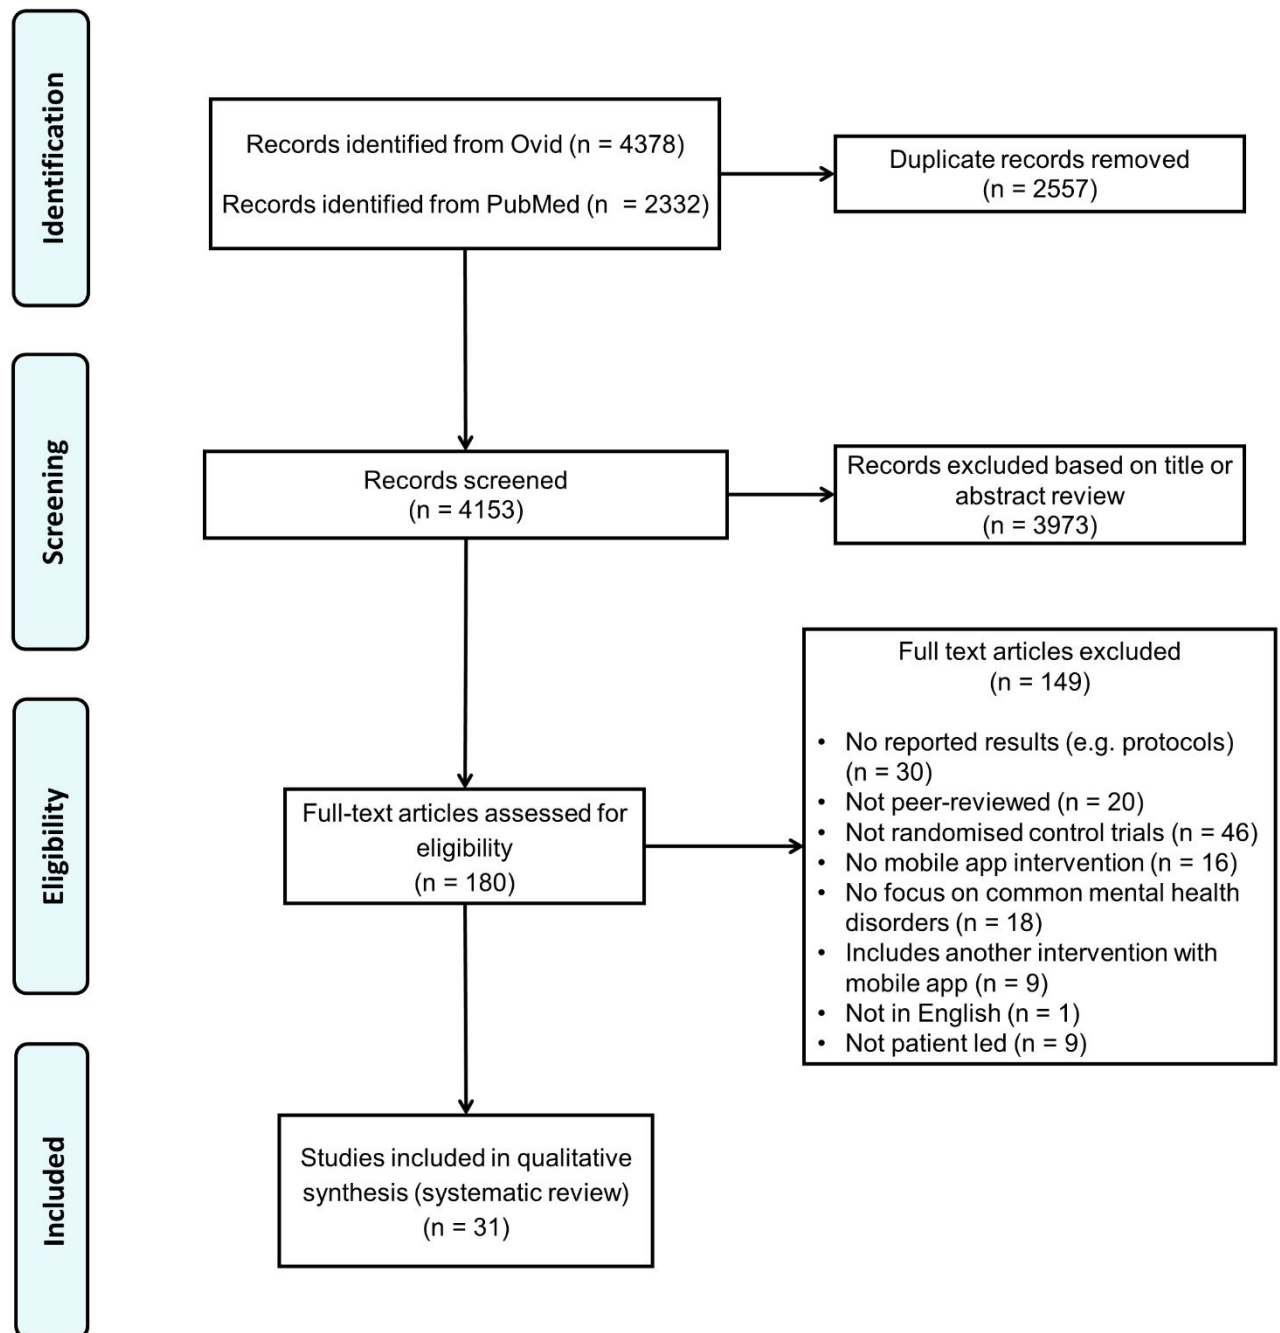 Identification
Records identified from Ovid (n = 4378)
Records identified from PubMed (n = 2332)
Duplicate records removed
(n = 2557)
Screening
Records screened
(n = 4153)
Records excluded based on title or
abstract review
(n = 3973)
Eligibility
Full-text articles assessed for
eligibility
(n = 180)
Full text articles excluded
(n = 149)
• No reported results (e.g. protocols)
(n = 30)
• Not peer-reviewed (n = 20)
• Not randomised control trials (n = 46)
• No mobile app intervention (n = 16)
• No focus on common mental health
disorders (n = 18)
• Includes another intervention with
mobile app (n = 9)
• Not in English (n = 1)
• Not patient led (n = 9)
Included
Studies included in qualitative
synthesis (systematic review)
(n = 31)